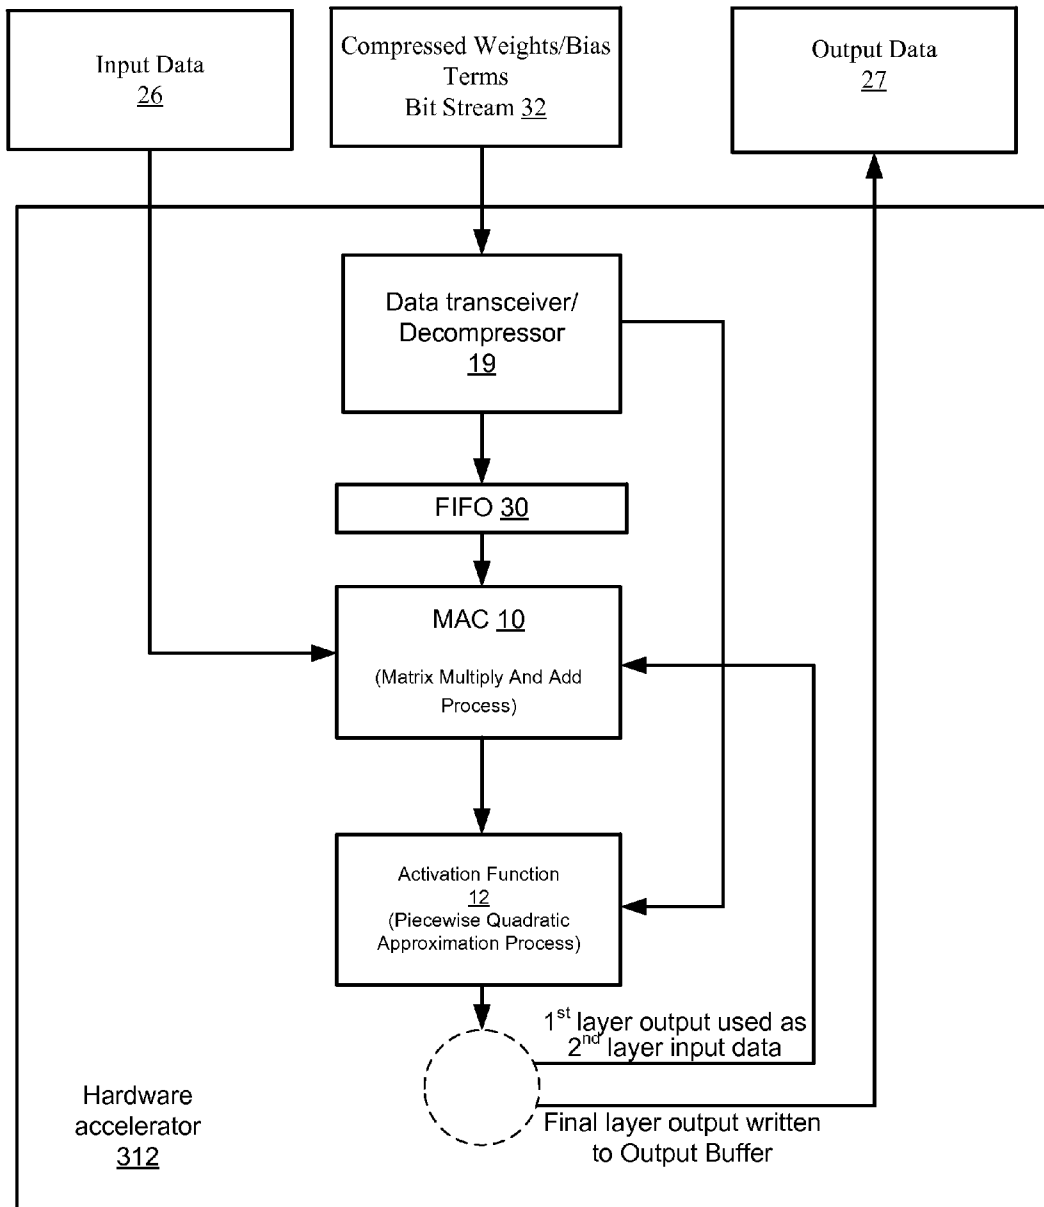 Input Data
26
Compressed Weights/Bias
Terms
Bit Stream 32
Output Data
27
Data transceiver/
Decompressor
19
FIFO 30
MAC 10
(Matrix Multiply And Add
Process)
Activation Function
12
(Piecewise Quadratic
Approximation Process)
1st layer output used as
2nd layer input data
Final layer output written
to Output Buffer
Hardware
accelerator
312